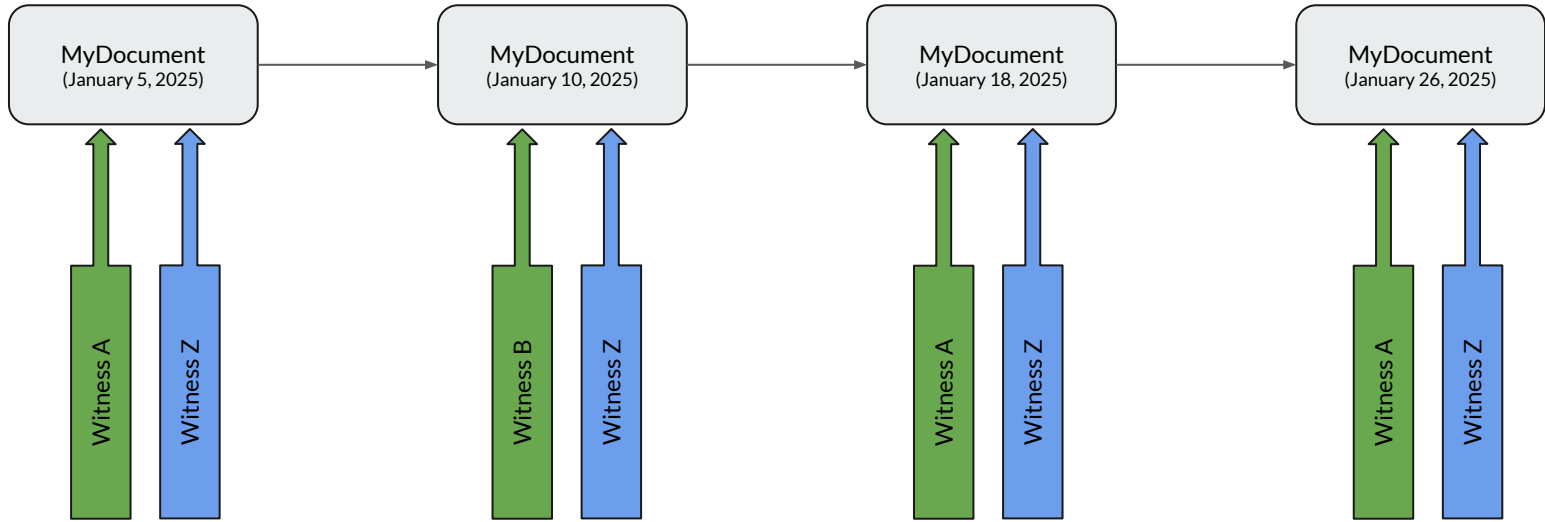 MyDocument
(January 5, 2025)
MyDocument
(January 10, 2025)
MyDocument
(January 18, 2025)
MyDocument
(January 26, 2025)
Witness A
Witness Z
Witness B
Witness Z
Witness A
Witness Z
Witness A
Witness Z